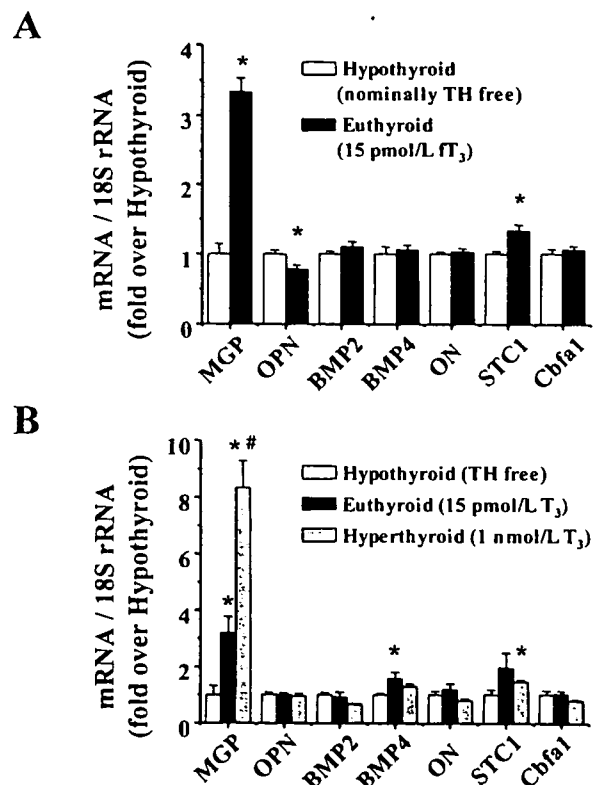 A
mRNA / 18S rRNA
(fold over Hypothyroid)
4
3
2
1
0
*
*
*
Hypothyroid
(nominally TH free)
Euthyroid
(15 pmol/L fT3)
MGP
OPN
BMP2
BMP4
ON
STC1
Cbfa1
B
mRNA / 18S rRNA
(fold over Hypothyroid)
10
8
6
4
2
0
* #
*
*
*
Hypothyroid (TH free)
Euthyroid (15 pmol/L T3)
Hyperthyroid (1 nmol/L T3)
MGP
OPN
BMP2
BMP4
ON
STC1
Cbfa1